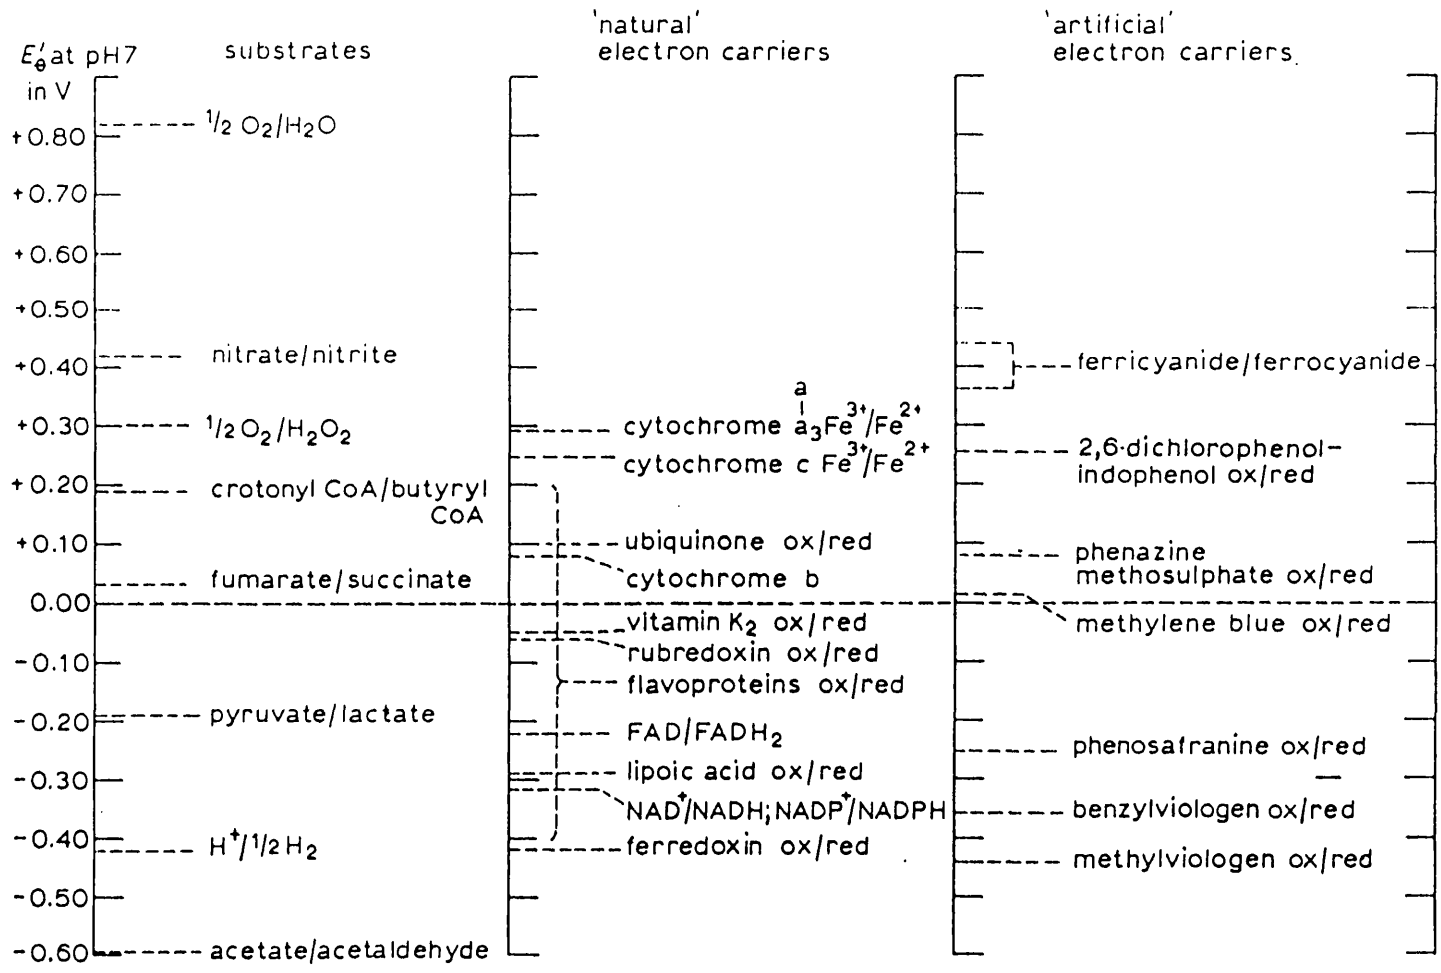 E'₀ at pH7
in V
substrates
'natural'
electron carriers
'artificial'
electron carriers
+0.80
+0.70
+0.60
+0.50
+0.40
+0.30
+0.20
+0.10
0.00
-0.10
-0.20
-0.30
-0.40
-0.50
-0.60
1/2 O₂/H₂O
nitrate/nitrite
1/2 O₂/H₂O₂
crotonyl CoA/butyryl
CoA
fumarate/succinate
pyruvate/lactate
H⁺/1/2 H₂
acetate/acetaldehyde
a
cytochrome a₃Fe³⁺/Fe²⁺
cytochrome c Fe³⁺/Fe²⁺
ubiquinone ox/red
cytochrome b
vitamin K₂ ox/red
rubredoxin ox/red
flavoproteins ox/red
FAD/FADH₂
lipoic acid ox/red
NAD⁺/NADH; NADP⁺/NADPH
ferredoxin ox/red
ferricyanide/ferrocyanide
2,6-dichlorophenol-
indophenol ox/red
phenazine
methosulphate ox/red
methylene blue ox/red
phenosafranine ox/red
benzylviologen ox/red
methylviologen ox/red